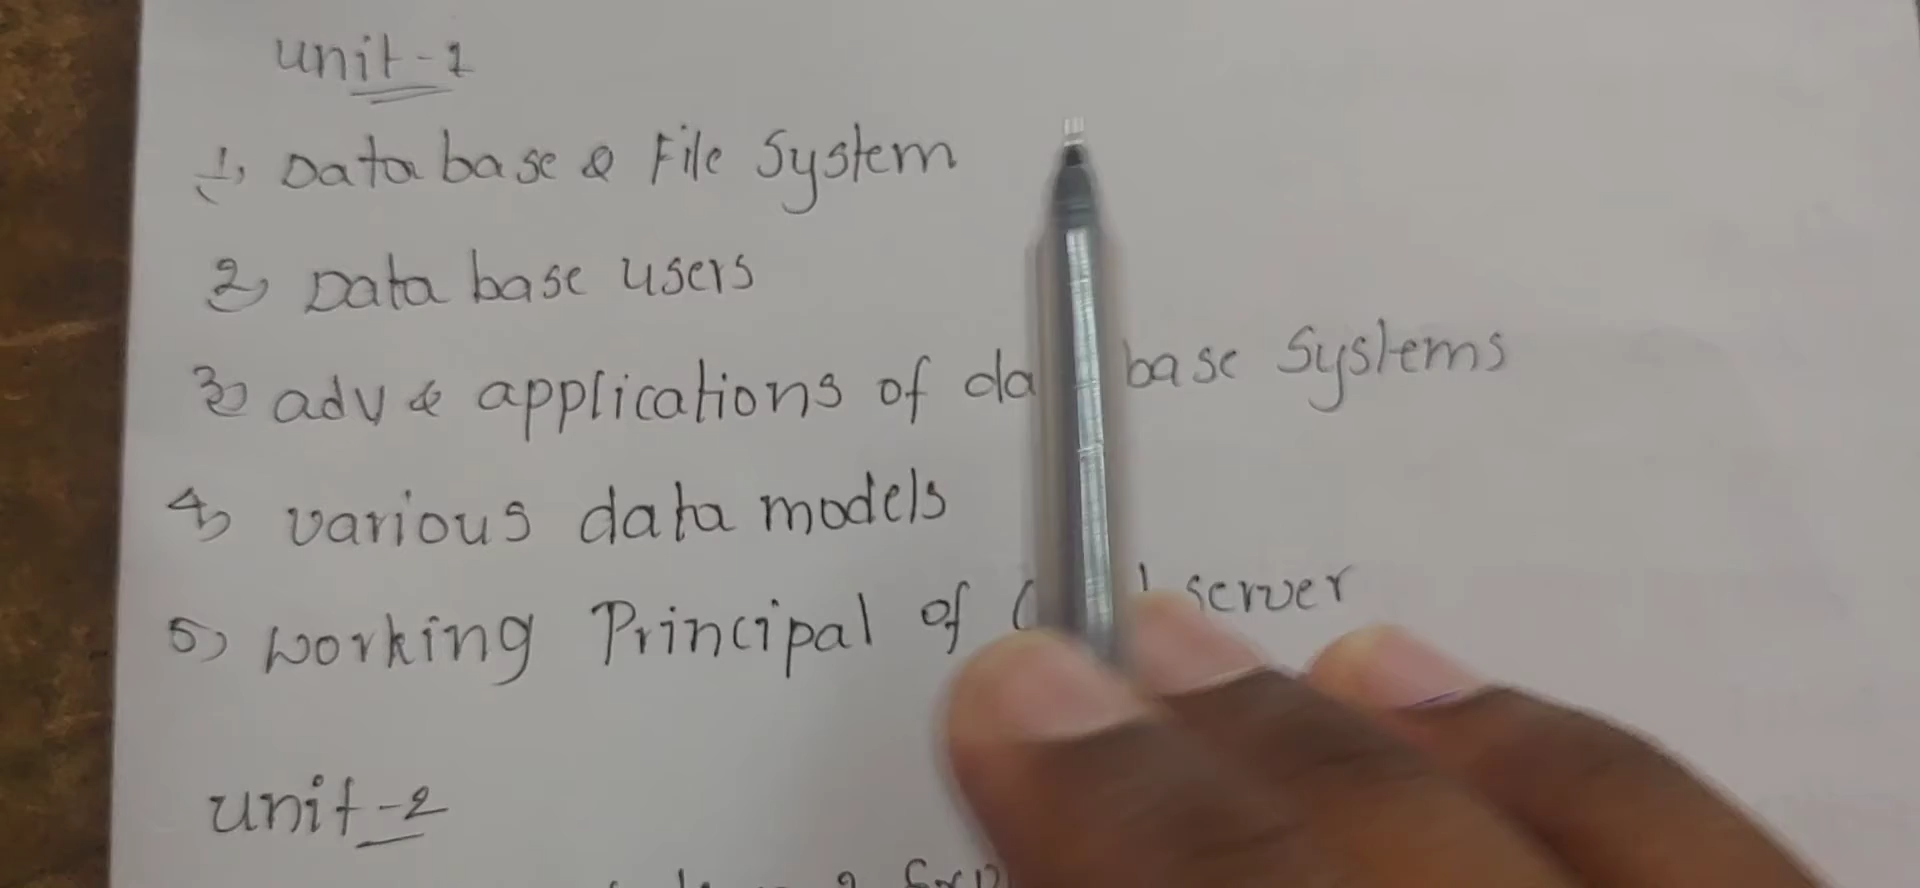 unit-1
1) Data base & File System
2) Data base users
3) adv & applications of da base Systems
4) various data models
5) working Principal of server
unit-2